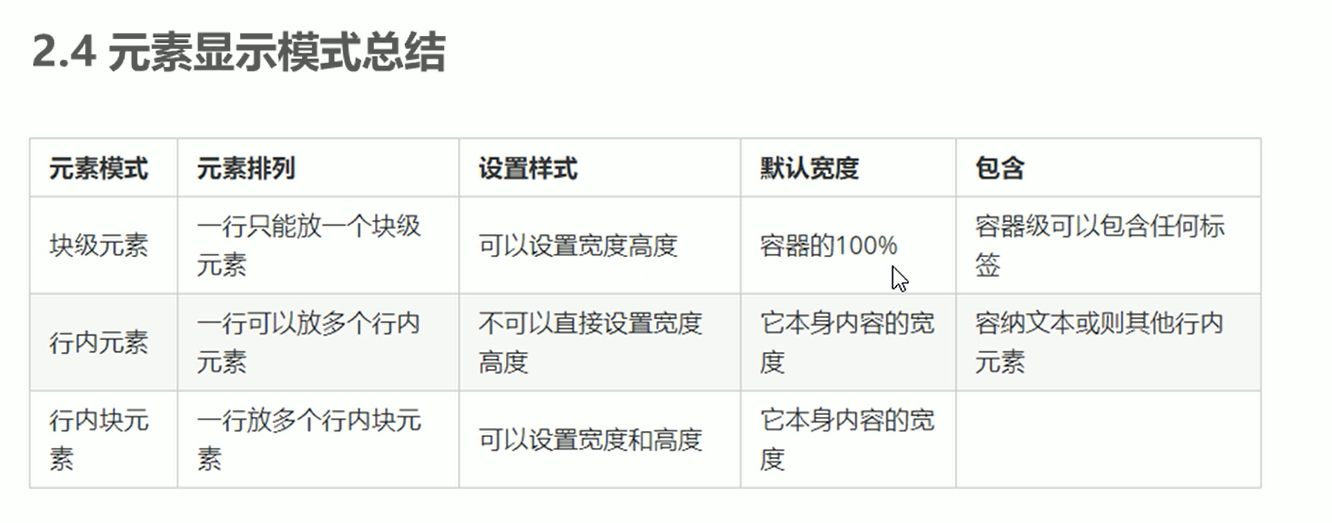 2.4 元素显示模式总结
元素模式 元素排列 设置样式 默认宽度 包含
块级元素 一行只能放一个块级 可以设置宽度高度 容器的100% 容器级可以包含任何标
元素 签
行内元素 一行可以放多个行内 不可以直接设置宽度 它本身内容的宽 容纳文本或则其他行内
元素 高度 度 元素
行内块元 一行放多个行内块元 可以设置宽度和高度 它本身内容的宽
素 素 度